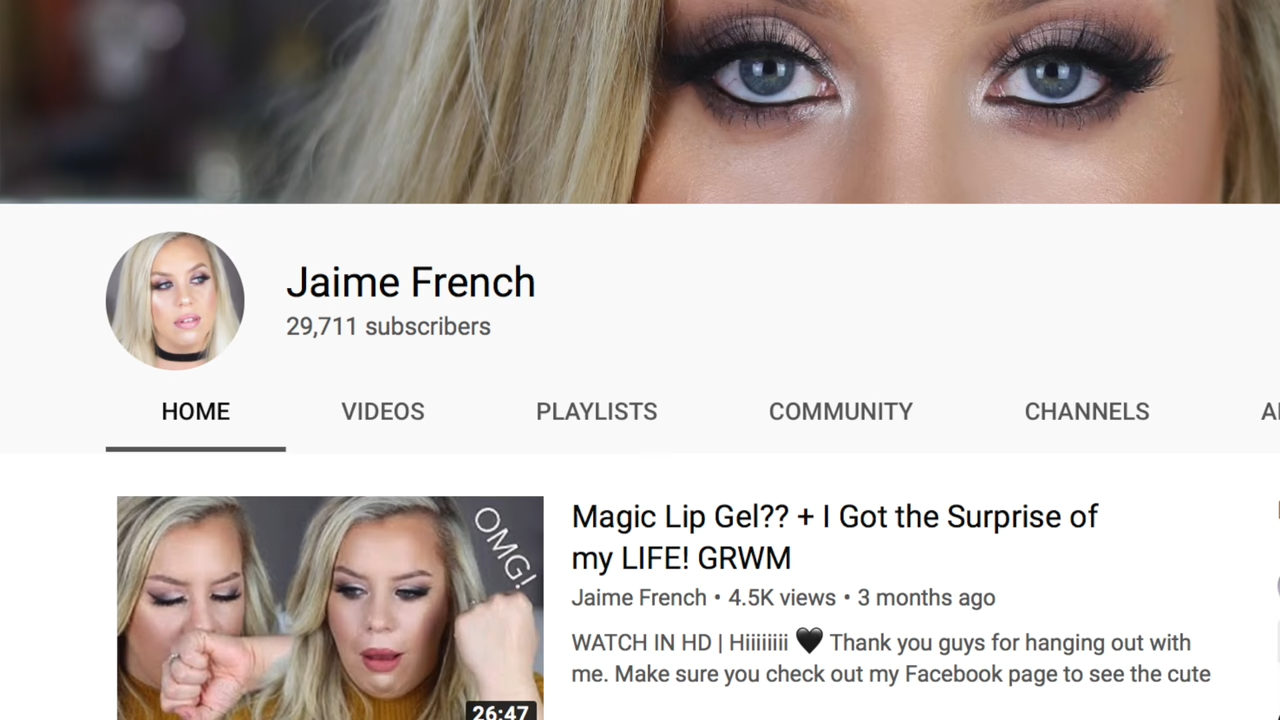 Jaime French
29,711 subscribers
HOME VIDEOS PLAYLISTS COMMUNITY CHANNELS
OMG!
26:47
Magic Lip Gel?? + I Got the Surprise of
my LIFE! GRWM
Jaime French • 4.5K views • 3 months ago
WATCH IN HD | Hiiiiiiii 🖤 Thank you guys for hanging out with
me. Make sure you check out my Facebook page to see the cute